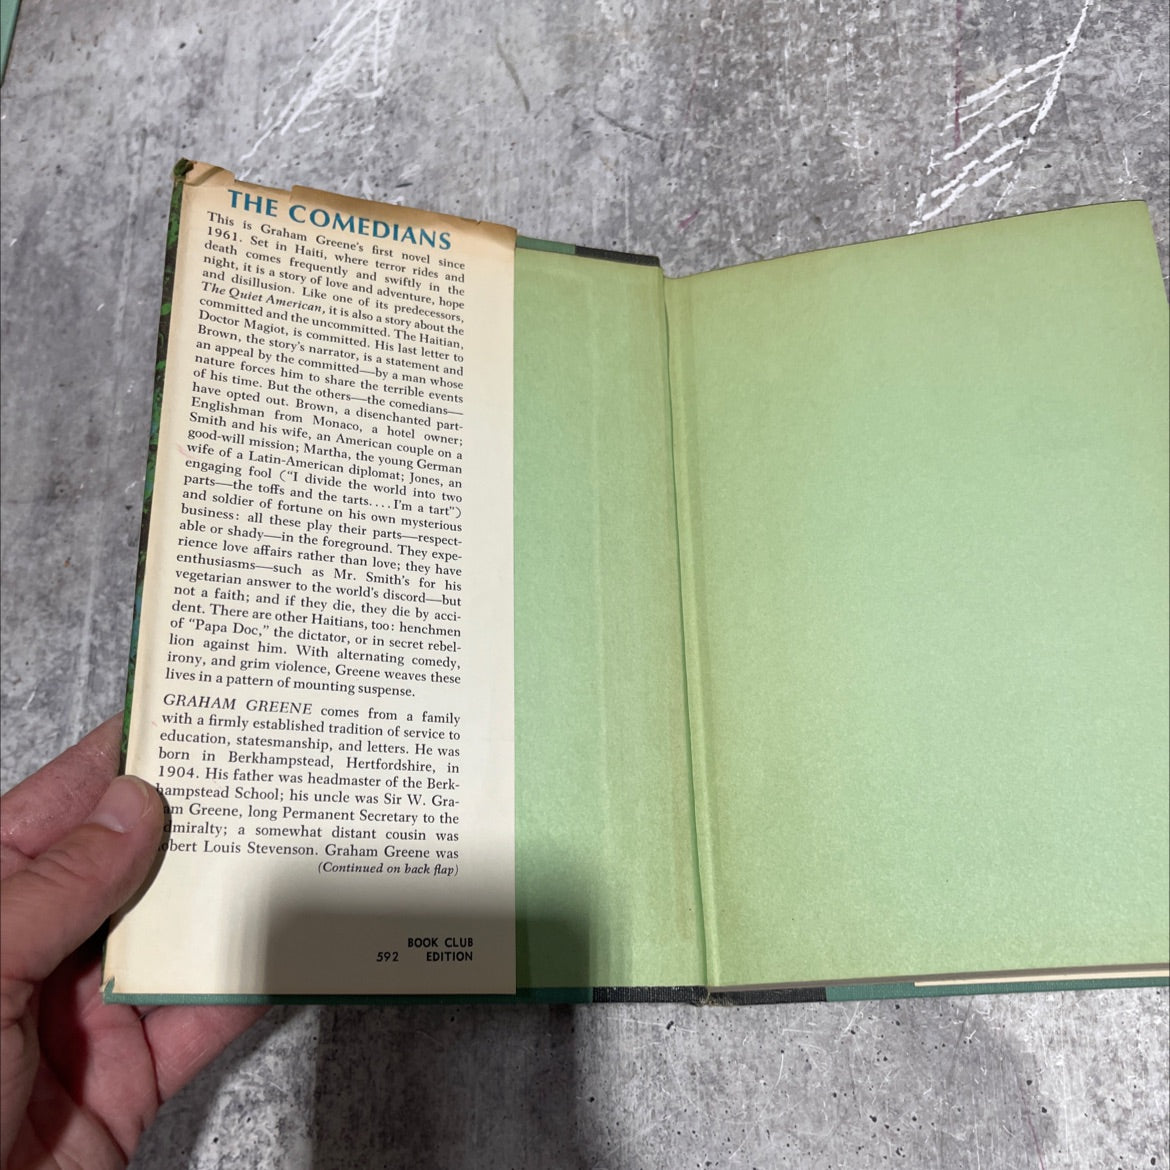 THE COMEDIANS
This is Graham Greene's first novel since
1961. Set in Haiti, where terror rides and
death comes frequently and swiftly in the
night, it is a story of love and adventure, hope
and disillusion. Like one of its predecessors,
The Quiet American, it is also a story about the
committed and the uncommitted. The Haitian,
Doctor Magiot, is committed. His last letter to
Brown, the story's narrator, is a statement and
an appeal by the committed—by a man whose
nature forces him to share the terrible events
of his time. But the others—the comedians—
have opted out. Brown, a disenchanted part-
Englishman from Monaco, a hotel owner;
Smith and his wife, an American couple on a
good-will mission; Martha, the young German
wife of a Latin-American diplomat; Jones, an
engaging fool ("I divide the world into two
parts—the toffs and the tarts. . . . I'm a tart")
and soldier of fortune on his own mysterious
business: all these play their parts—respect-
able or shady—in the foreground. They expe-
rience love affairs rather than love; they have
enthusiasms—such as Mr. Smith's for his
vegetarian answer to the world's discord—but
not a faith; and if they die, they die by acci-
dent. There are other Haitians, too: henchmen
of "Papa Doc," the dictator, or in secret rebel-
lion against him. With alternating comedy,
irony, and grim violence, Greene weaves these
lives in a pattern of mounting suspense.
GRAHAM GREENE comes from a family
with a firmly established tradition of service to
education, statesmanship, and letters. He was
born in Berkhampstead, Hertfordshire, in
1904. His father was headmaster of the Berk-
hampstead School; his uncle was Sir W. Gra-
am Greene, long Permanent Secretary to the
dmiralty; a somewhat distant cousin was
obert Louis Stevenson. Graham Greene was
(Continued on back flap)
BOOK CLUB
592 EDITION